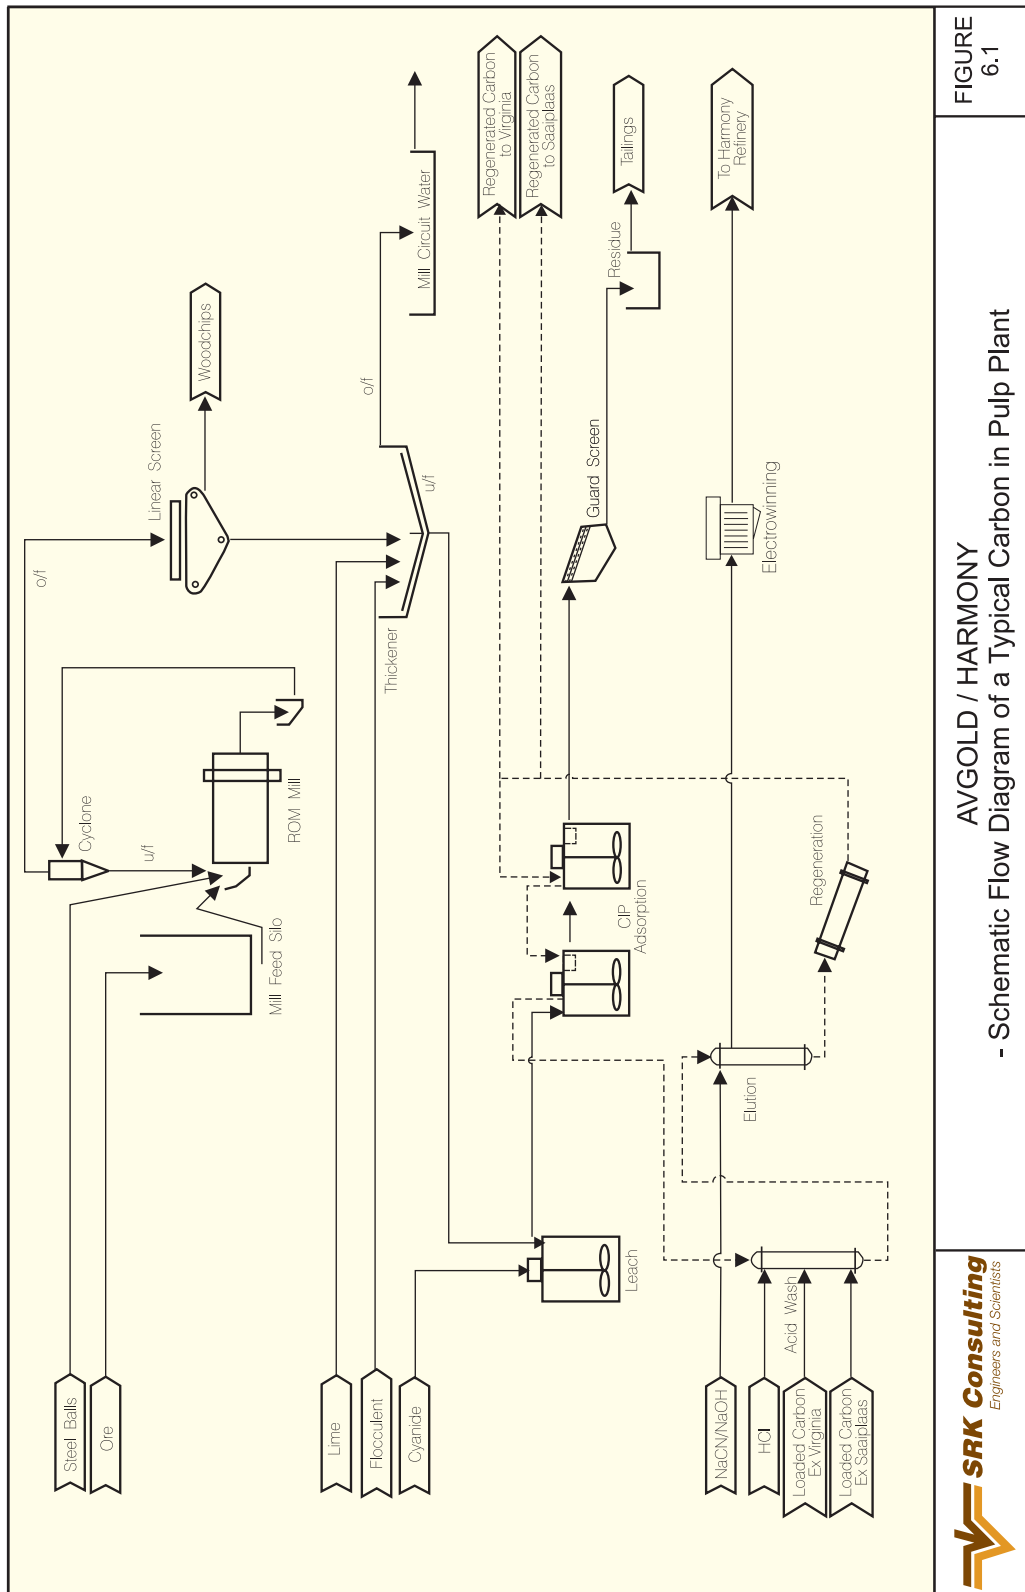 Steel Balls
Ore
Lime
Flocculent
Cyanide
NaCN/NaOH
HCl
Loaded Carbon
Ex Virginia
Loaded Carbon
Ex Saaiplaas
Mill Feed Silo
Cyclone
o/f
u/f
ROM Mill
Linear Screen
Woodchips
Thickener
o/f
u/f
Mill Circuit Water
Leach
CIP
Adsorption
Guard Screen
Residue
Tailings
Regenerated Carbon
to Virginia
Regenerated Carbon
to Saaiplaas
Acid Wash
Elution
Regeneration
Electrowinning
To Harmony
Refinery
SRK Consulting
Engineers and Scientists
AVGOLD / HARMONY
- Schematic Flow Diagram of a Typical Carbon in Pulp Plant
FIGURE
6.1